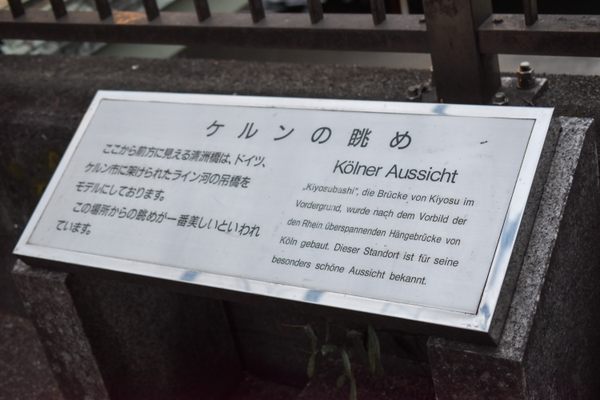 ケルンの眺め
ここから前方に見える清洲橋は、ドイツ、
ケルン市に架けられたライン河の吊橋を
モデルにしております。
この場所からの眺めが一番美しいといわれ
ています。
Kölner Aussicht
„Kiyosubashi", die Brücke von Kiyosu im
Vordergrund, wurde nach dem Vorbild der
den Rhein überspannenden Hängebrücke von
Köln gebaut. Dieser Standort ist für seine
besonders schöne Aussicht bekannt.